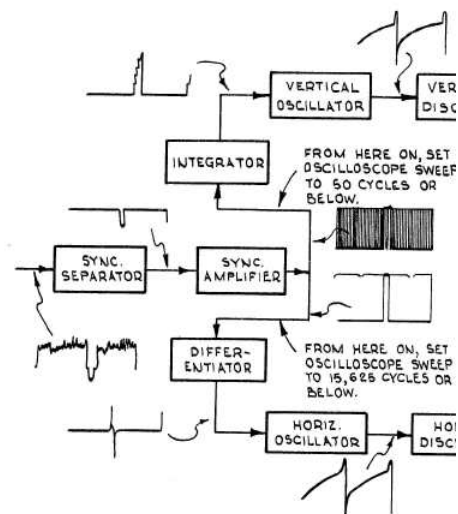 VERTICAL
OSCILLATOR
INTEGRATOR
FROM HERE ON, SET
OSCILLOSCOPE SWEEP
TO 50 CYCLES OR
BELOW.
SYNC.
SEPARATOR
SYNC.
AMPLIFIER
DIFFER-
ENTIATOR
FROM HERE ON, SET
OSCILLOSCOPE SWEEP
TO 15,625 CYCLES OR
BELOW.
HORIZ.
OSCILLATOR